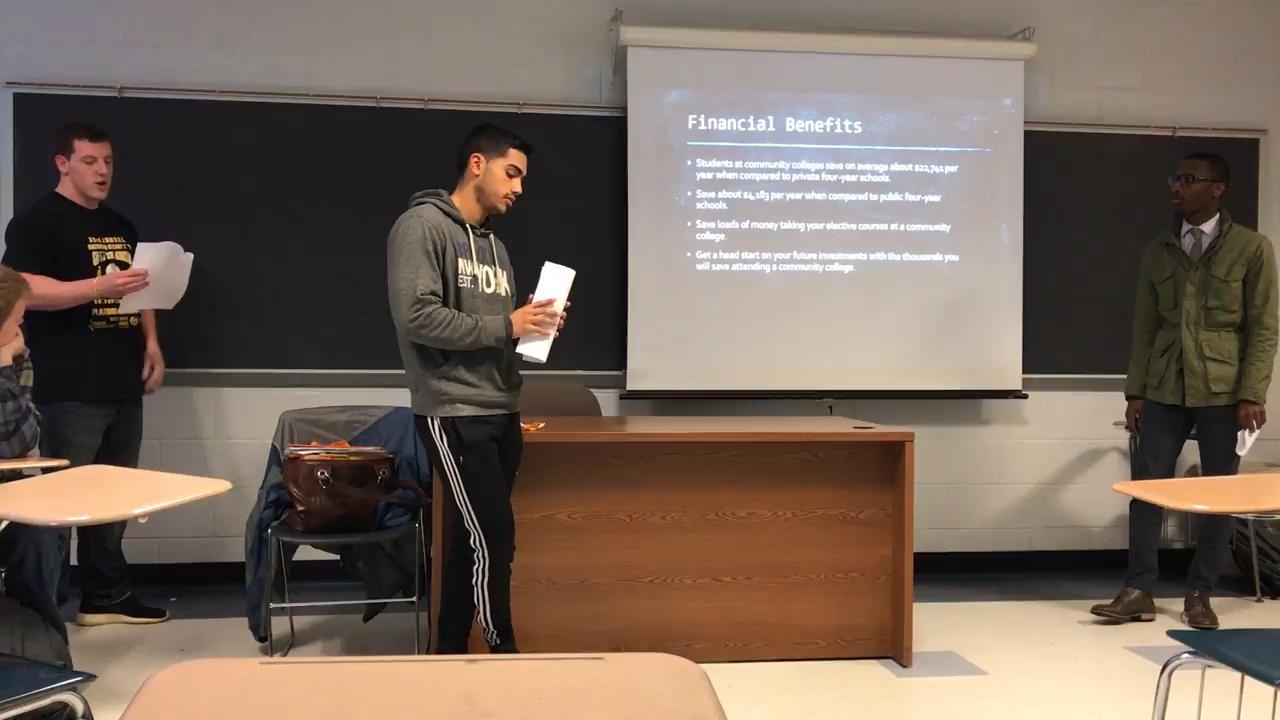 Financial Benefits
• Students at community colleges save on average about $22,741 per
year when compared to private four-year schools.
• Save about $4,183 per year when compared to public four-year
schools.
• Save loads of money taking your elective courses at a community
college.
• Get a head start on your future investments with the thousands you
will save attending a community college.
EST.